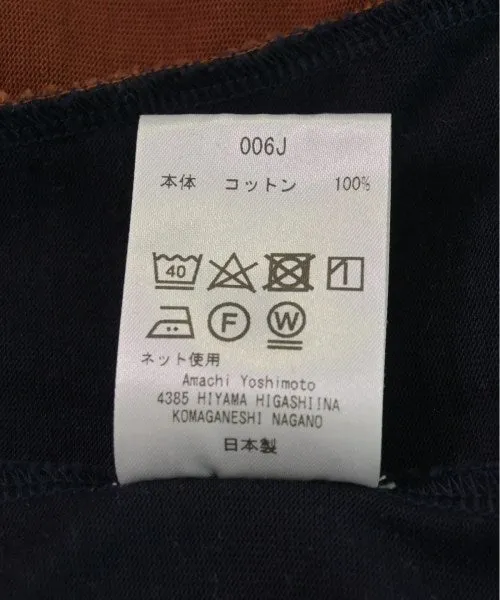 006J
本体 コットン 100%
40
F W
ネット使用
Amachi Yoshimoto
4385 HIYAMA HIGASHIINA
KOMAGANESHI NAGANO
日本製